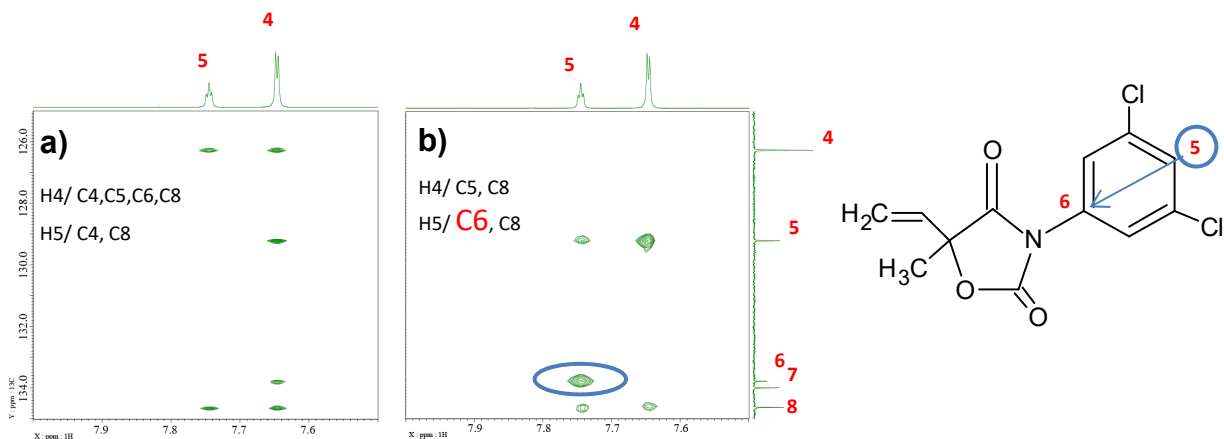 5
4
a)
H4/ C4,C5,C6,C8
H5/ C4, C8
126.0
128.0
130.0
132.0
134.0
Y : ppm : 13C
7.9
7.8
7.7
7.6
X : ppm : 1H
5
4
b)
H4/ C5, C8
H5/ C6, C8
4
5
6
7
8
7.9
7.8
7.7
7.6
X : ppm : 1H
Cl
5
O
6
Cl
H2C
N
H3C
O
O